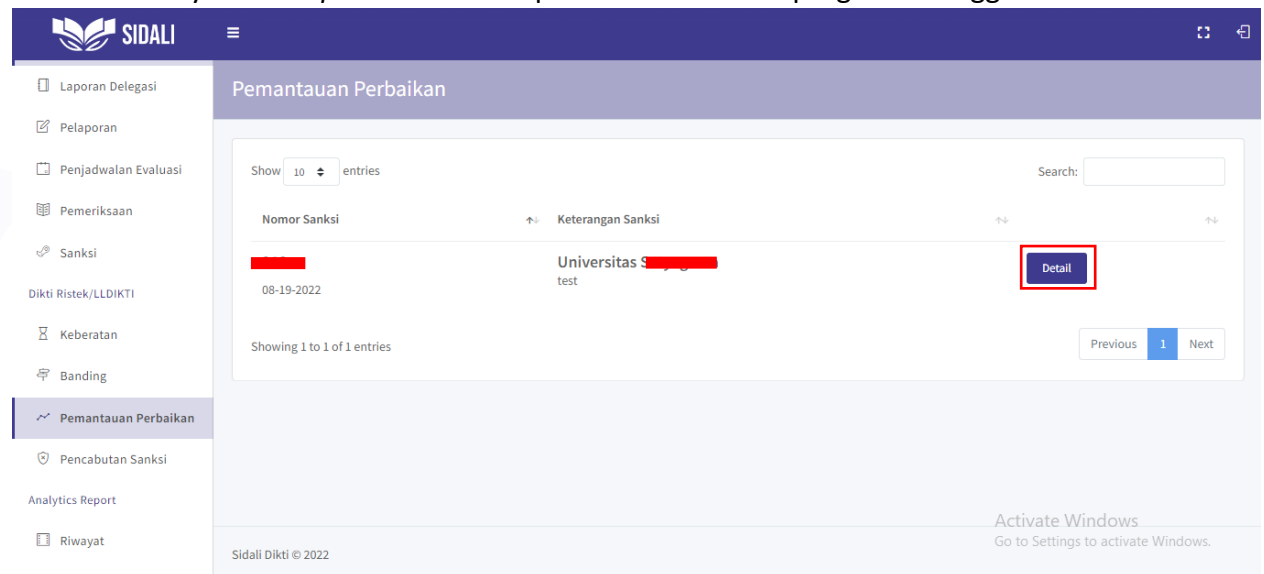 SIDALI
Laporan Delegasi
Pelaporan
Penjadwalan Evaluasi
Pemeriksaan
Sanksi
Dikti Ristek/LLDIKTI
Keberatan
Banding
Pemantauan Perbaikan
Pencabutan Sanksi
Analytics Report
Riwayat
Pemantauan Perbaikan
Show 10 entries
Search:
Nomor Sanksi Keterangan Sanksi
Universitas
test
08-19-2022
Detail
Showing 1 to 1 of 1 entries
Previous 1 Next
Activate Windows
Go to Settings to activate Windows.
Sidali Dikti © 2022